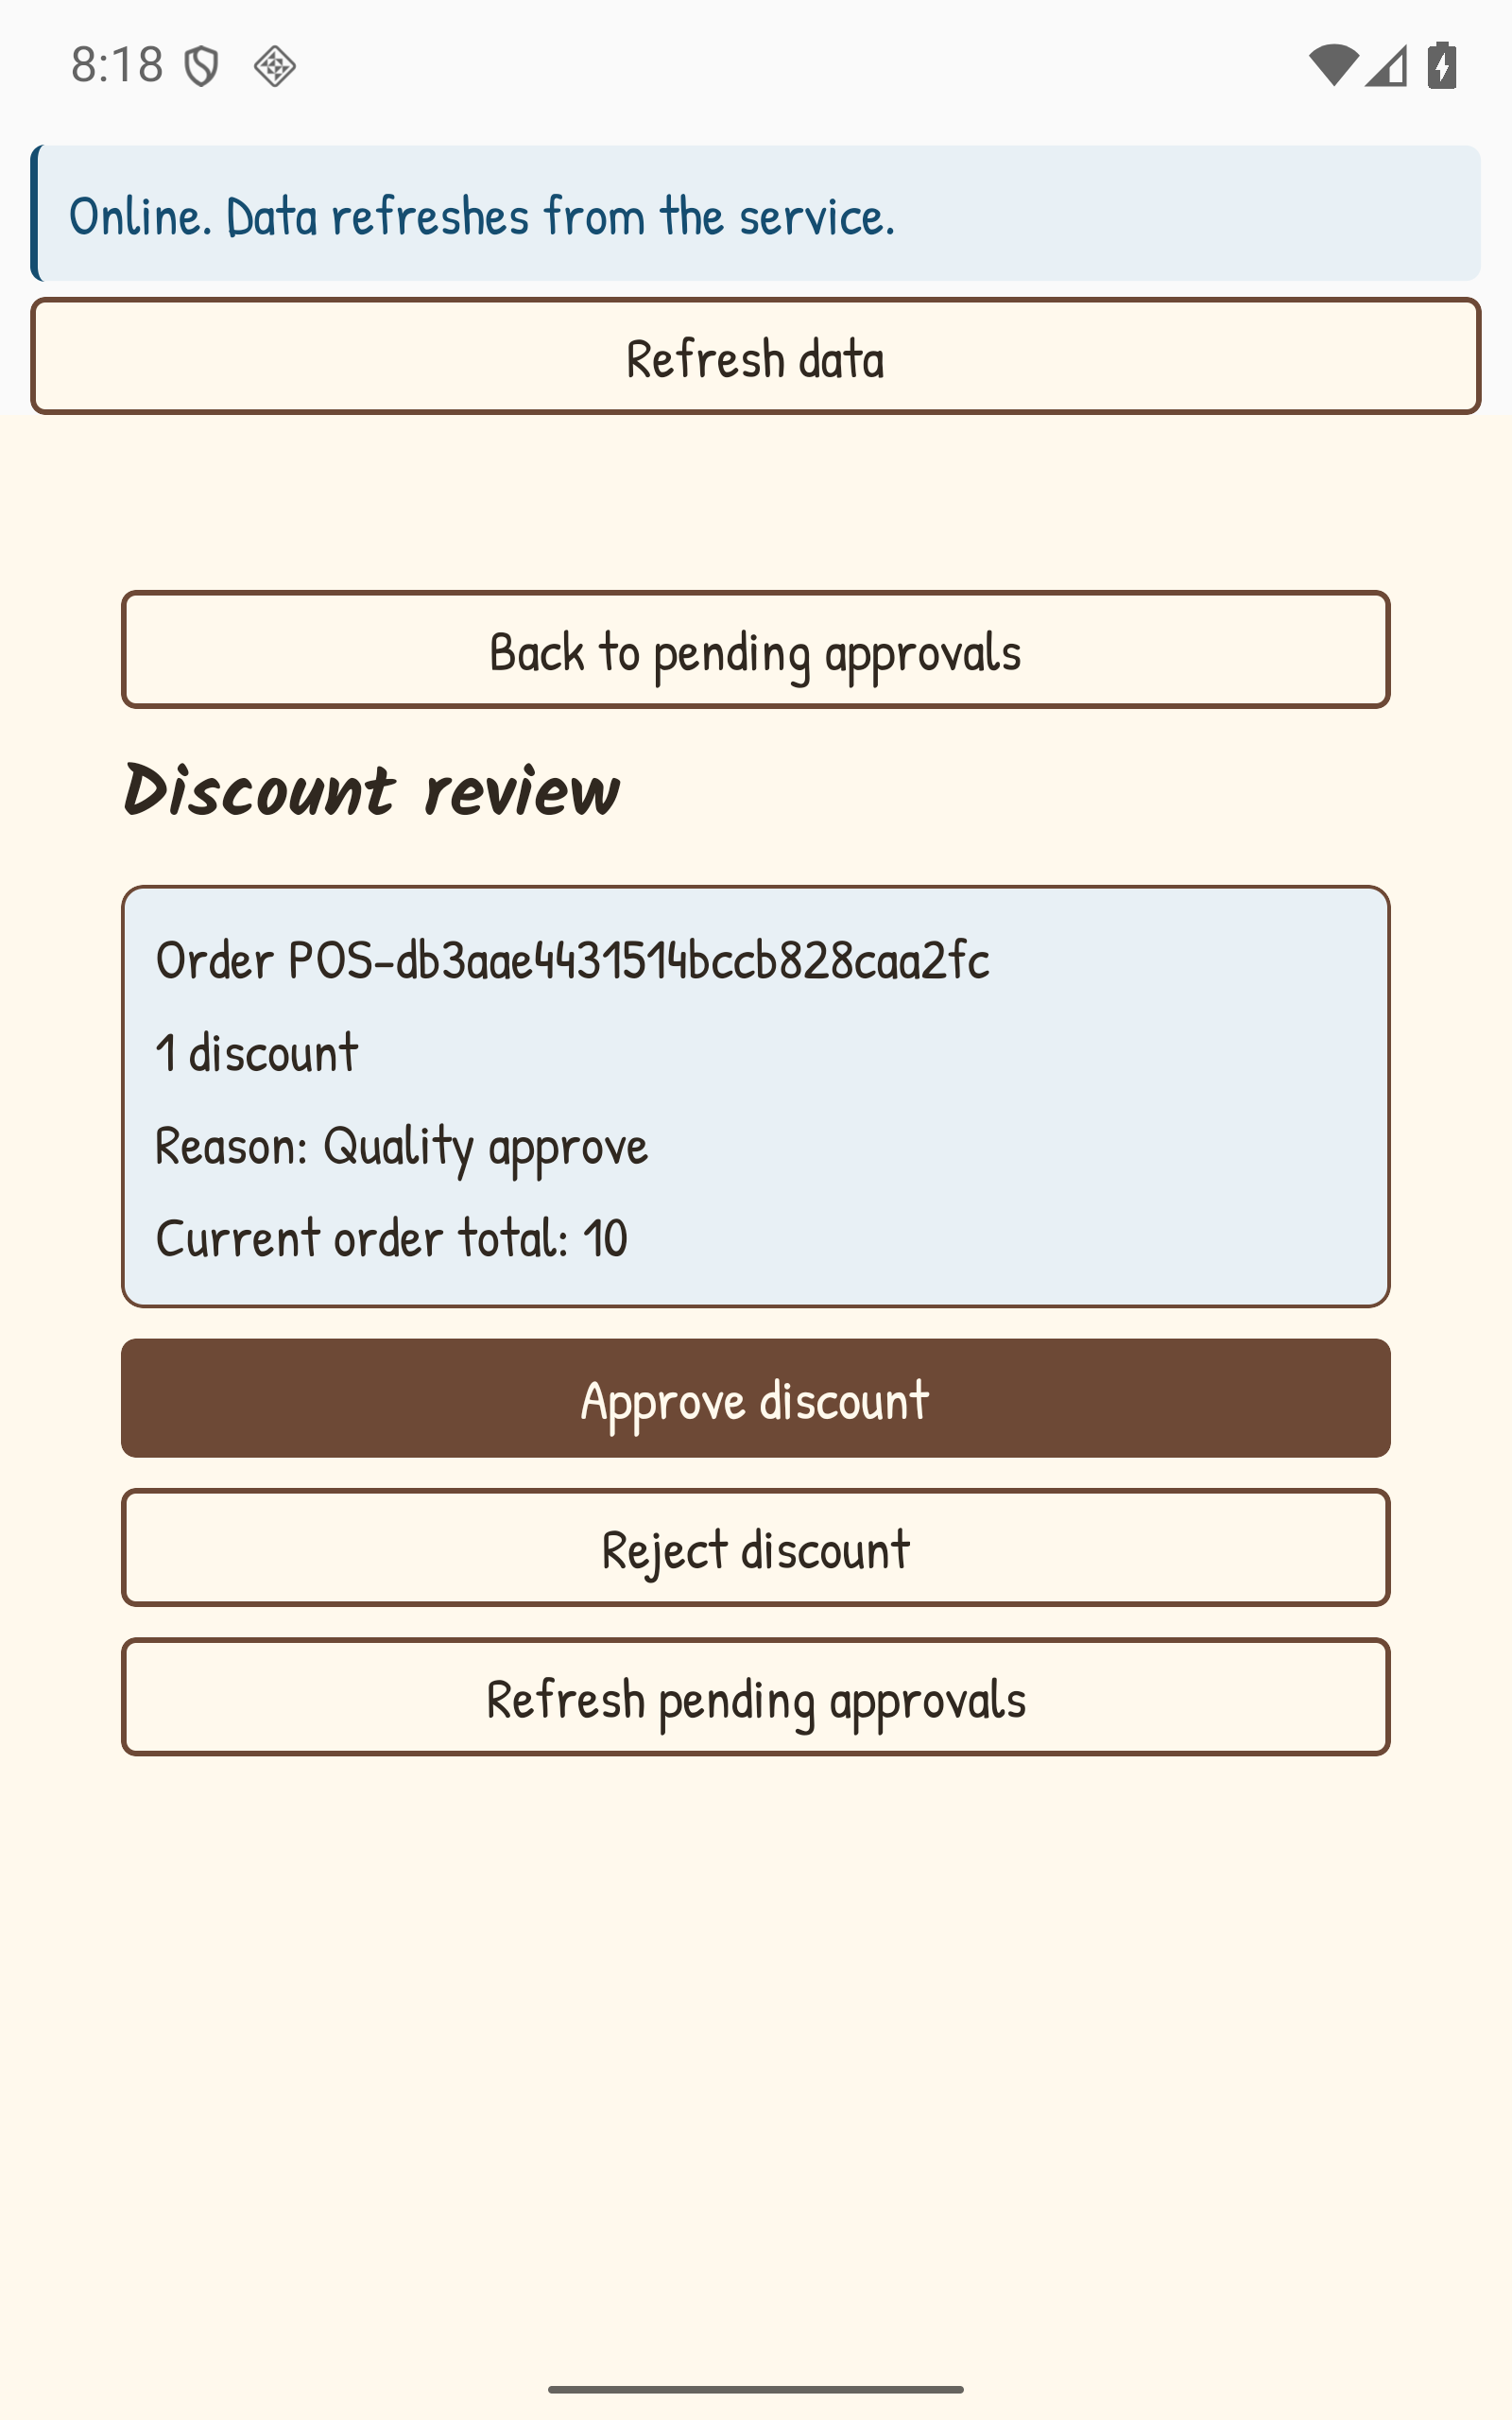 8:18
Online. Data refreshes from the service.
Refresh data
Back to pending approvals
Discount review
Order POS-db3aae4431514bccb828caa2fc
1 discount
Reason: Quality approve
Current order total: 10
Approve discount
Reject discount
Refresh pending approvals